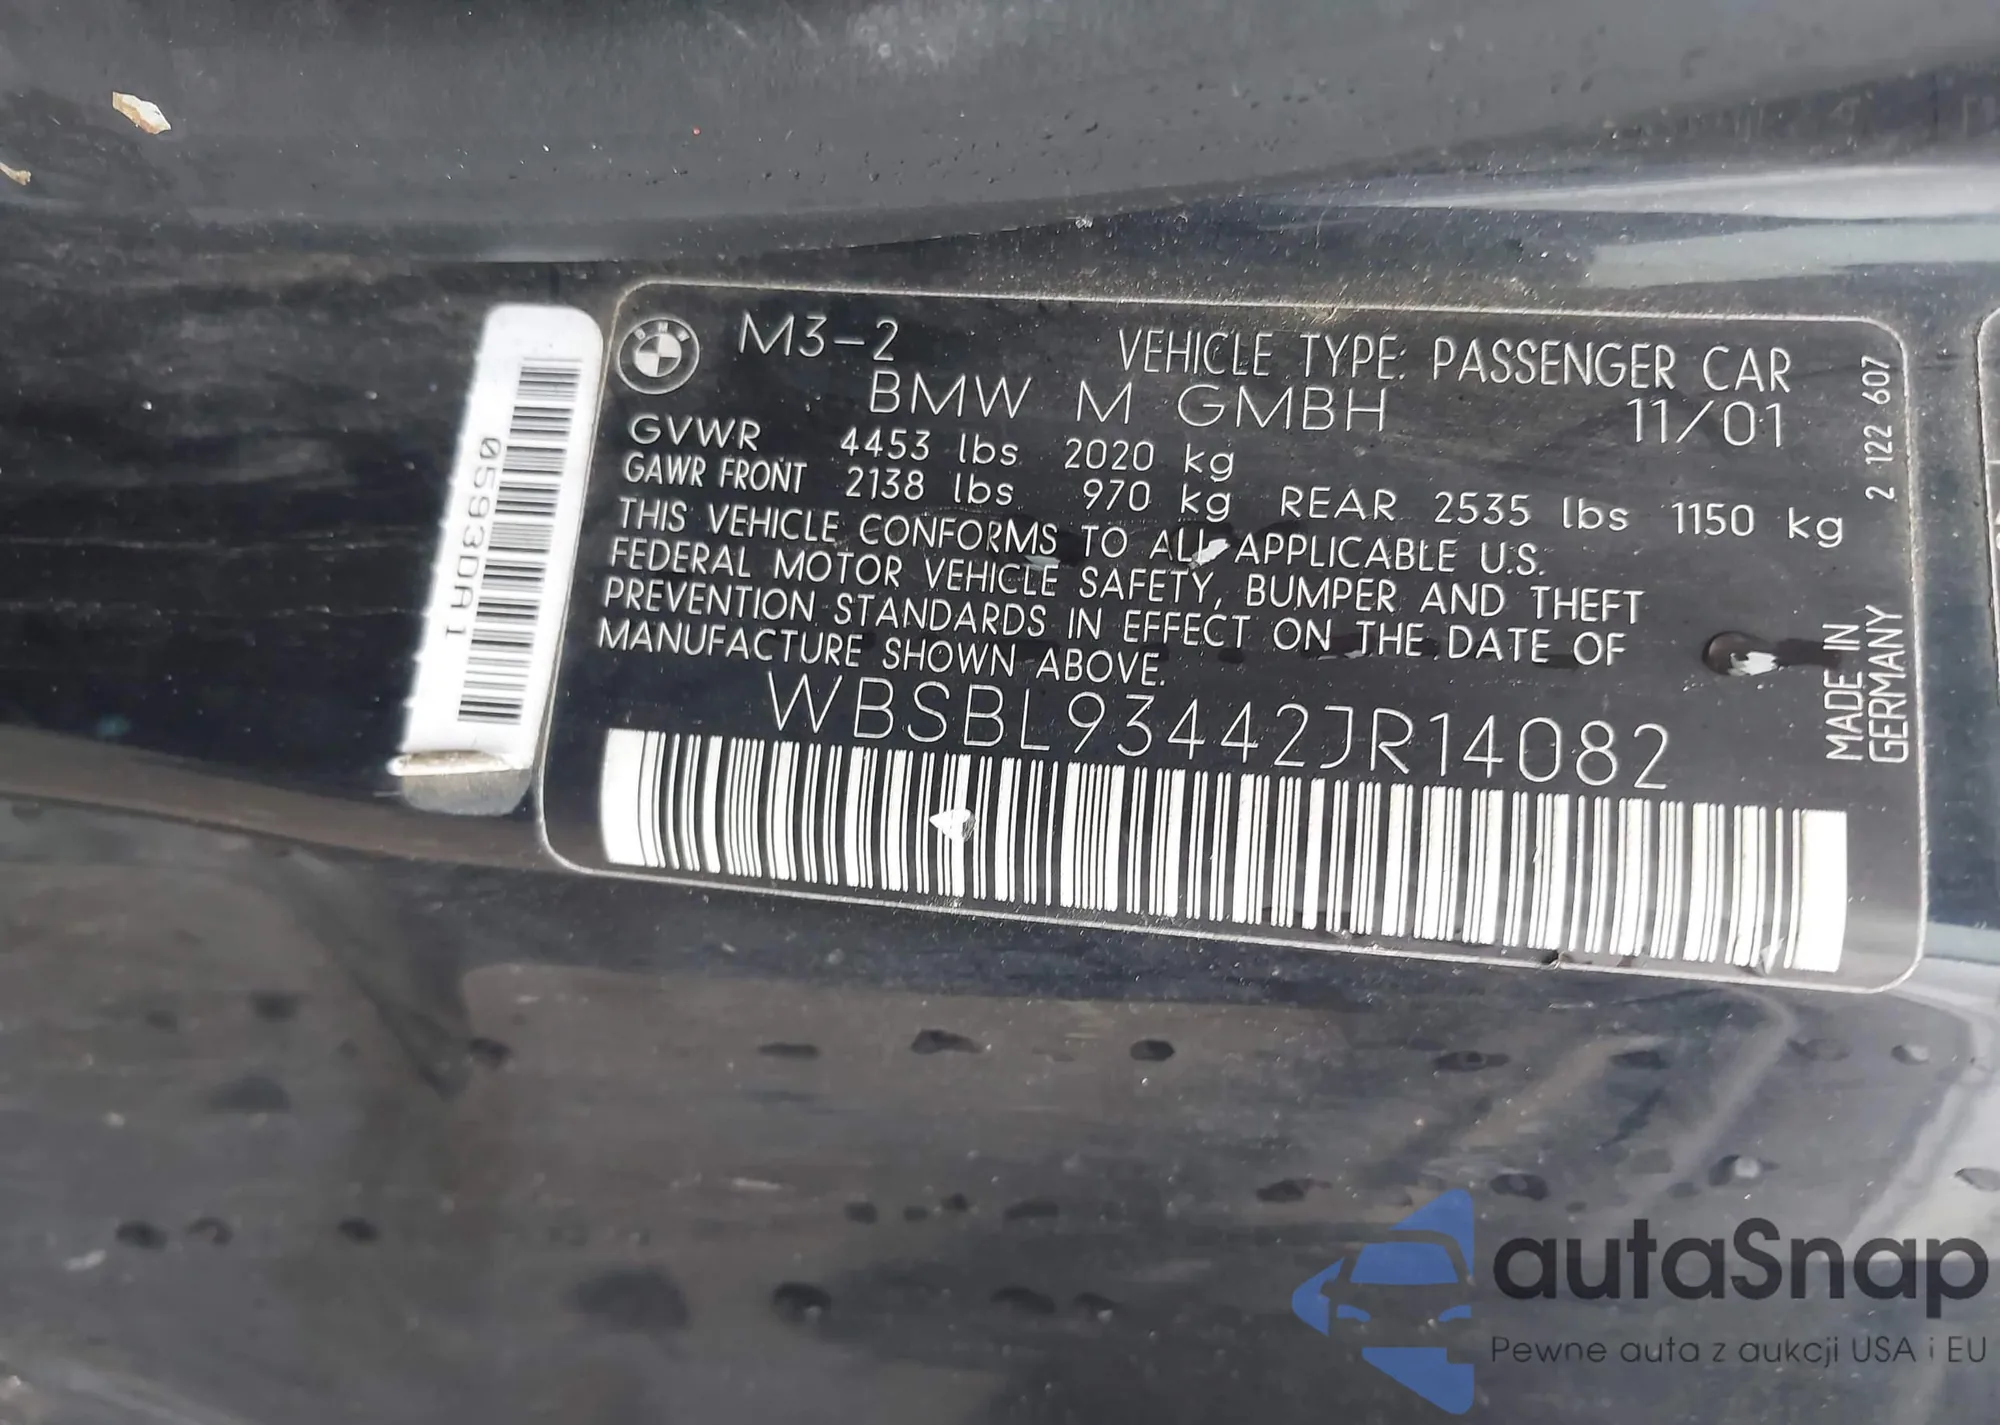 M3-2
VEHICLE TYPE: PASSENGER CAR
BMW M GMBH 11/01
GVWR 4453 lbs 2020 kg
GAWR FRONT 2138 lbs 970 kg REAR 2535 lbs 1150 kg
THIS VEHICLE CONFORMS TO ALL APPLICABLE U.S.
FEDERAL MOTOR VEHICLE SAFETY, BUMPER AND THEFT
PREVENTION STANDARDS IN EFFECT ON THE DATE OF
MANUFACTURE SHOWN ABOVE.
WBSBL93442JR14082
2 122 607
MADE IN
GERMANY
0593DA1
BMW
autaSnap
Pewne auta z aukcji USA i EU